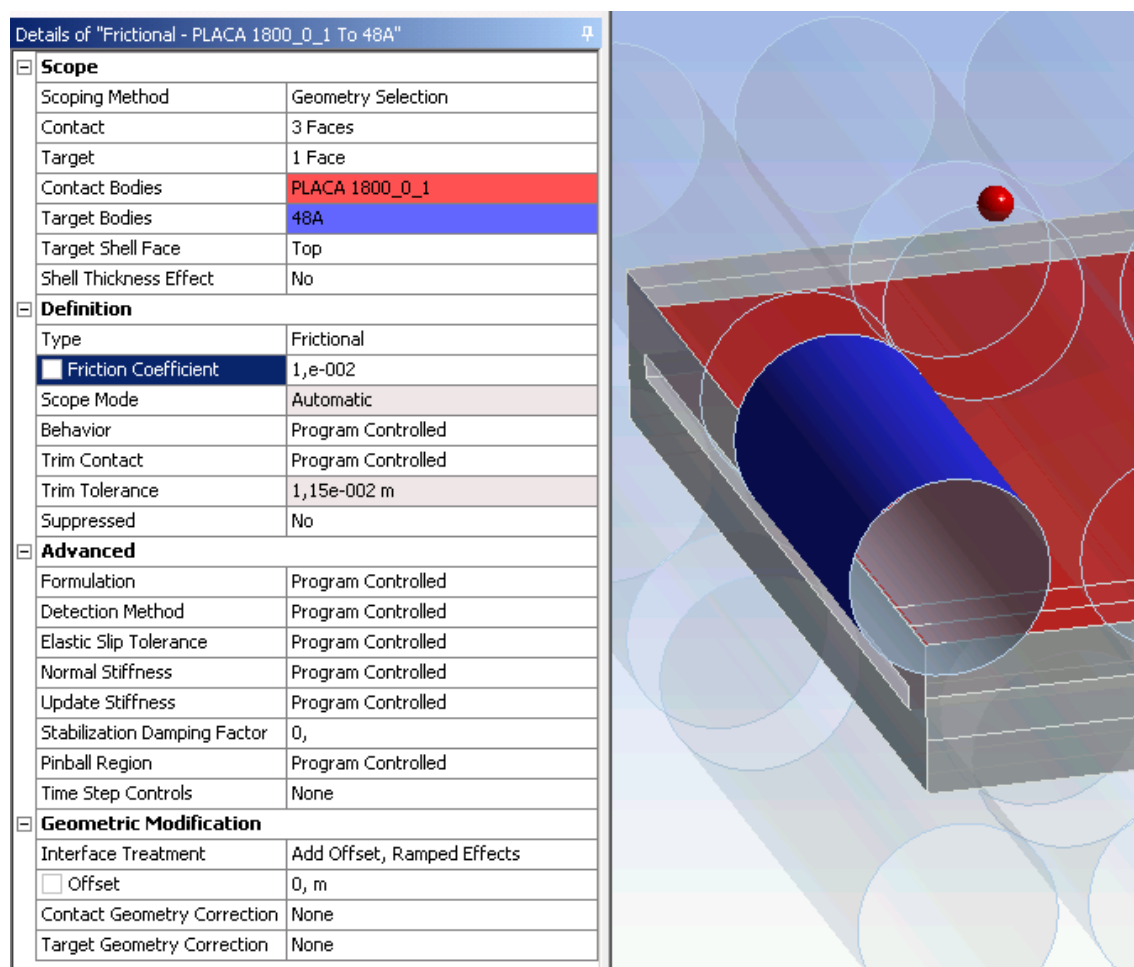 Details of "Frictional - PLACA 1800_0_1 To 48A"
Scope
Scoping Method Geometry Selection
Contact 3 Faces
Target 1 Face
Contact Bodies PLACA 1800_0_1
Target Bodies 48A
Target Shell Face Top
Shell Thickness Effect No
Definition
Type Frictional
Friction Coefficient 1,e-002
Scope Mode Automatic
Behavior Program Controlled
Trim Contact Program Controlled
Trim Tolerance 1,15e-002 m
Suppressed No
Advanced
Formulation Program Controlled
Detection Method Program Controlled
Elastic Slip Tolerance Program Controlled
Normal Stiffness Program Controlled
Update Stiffness Program Controlled
Stabilization Damping Factor 0,
Pinball Region Program Controlled
Time Step Controls None
Geometric Modification
Interface Treatment Add Offset, Ramped Effects
Offset 0, m
Contact Geometry Correction None
Target Geometry Correction None